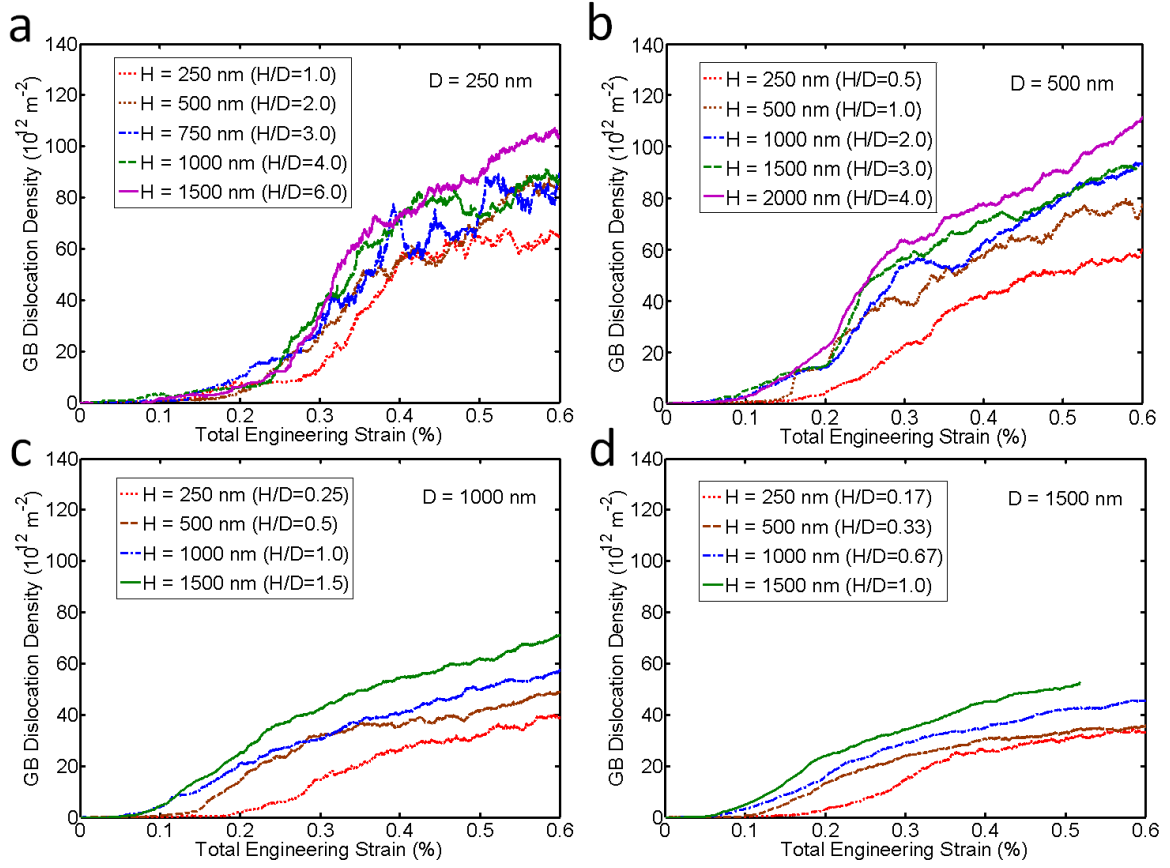 a
140
120
100
80
60
40
20
0
GB Dislocation Density (10^12 m^-2)
H = 250 nm (H/D=1.0)
H = 500 nm (H/D=2.0)
H = 750 nm (H/D=3.0)
H = 1000 nm (H/D=4.0)
H = 1500 nm (H/D=6.0)
D = 250 nm
0 0.1 0.2 0.3 0.4 0.5 0.6
Total Engineering Strain (%)
b
140
120
100
80
60
40
20
0
GB Dislocation Density (10^12 m^-2)
H = 250 nm (H/D=0.5)
H = 500 nm (H/D=1.0)
H = 1000 nm (H/D=2.0)
H = 1500 nm (H/D=3.0)
H = 2000 nm (H/D=4.0)
D = 500 nm
0 0.1 0.2 0.3 0.4 0.5 0.6
Total Engineering Strain (%)
c
140
120
100
80
60
40
20
0
GB Dislocation Density (10^12 m^-2)
H = 250 nm (H/D=0.25)
H = 500 nm (H/D=0.5)
H = 1000 nm (H/D=1.0)
H = 1500 nm (H/D=1.5)
D = 1000 nm
0 0.1 0.2 0.3 0.4 0.5 0.6
Total Engineering Strain (%)
d
140
120
100
80
60
40
20
0
GB Dislocation Density (10^12 m^-2)
H = 250 nm (H/D=0.17)
H = 500 nm (H/D=0.33)
H = 1000 nm (H/D=0.67)
H = 1500 nm (H/D=1.0)
D = 1500 nm
0 0.1 0.2 0.3 0.4 0.5 0.6
Total Engineering Strain (%)